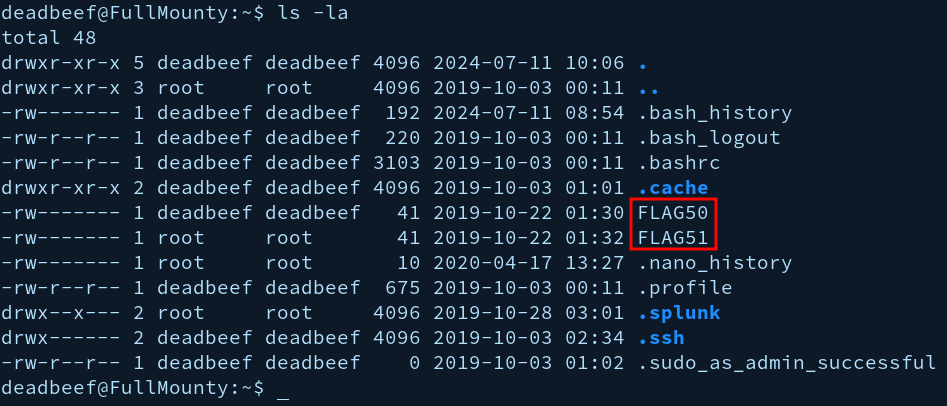 deadbeef@FullMounty:~$ ls -la
total 48
drwxr-xr-x 5 deadbeef deadbeef 4096 2024-07-11 10:06 .
drwxr-xr-x 3 root     root     4096 2019-10-03 00:11 ..
-rw------- 1 deadbeef deadbeef  192 2024-07-11 08:54 .bash_history
-rw-r--r-- 1 deadbeef deadbeef  220 2019-10-03 00:11 .bash_logout
-rw-r--r-- 1 deadbeef deadbeef 3103 2019-10-03 00:11 .bashrc
drwxr-xr-x 2 deadbeef deadbeef 4096 2019-10-03 01:01 .cache
-rw------- 1 deadbeef deadbeef   41 2019-10-22 01:30 FLAG50
-rw------- 1 root     root       41 2019-10-22 01:32 FLAG51
-rw------- 1 root     root       10 2020-04-17 13:27 .nano_history
-rw-r--r-- 1 deadbeef deadbeef  675 2019-10-03 00:11 .profile
drwx--x--- 2 root     root     4096 2019-10-28 03:01 .splunk
drwx------ 2 deadbeef deadbeef 4096 2019-10-03 02:34 .ssh
-rw-r--r-- 1 deadbeef deadbeef    0 2019-10-03 01:02 .sudo_as_admin_successful
deadbeef@FullMounty:~$ _